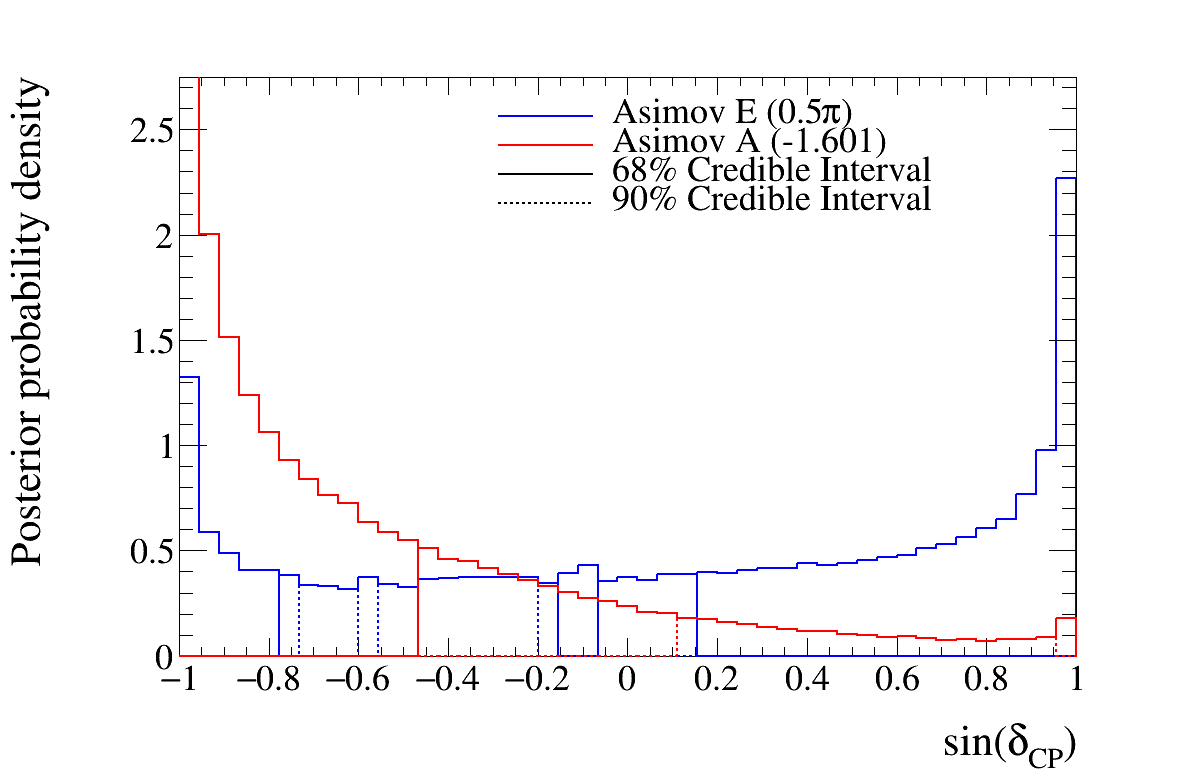 Posterior probability density
2.5
2
1.5
1
0.5
0
Asimov E (0.5π)
Asimov A (-1.601)
68% Credible Interval
90% Credible Interval
−1 −0.8 −0.6 −0.4 −0.2 0 0.2 0.4 0.6 0.8 1
sin(δCP)